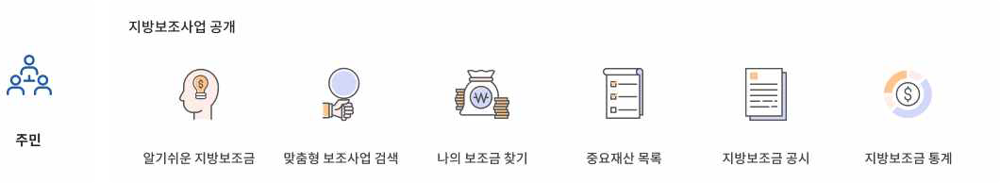 지방보조사업 공개
주민
알기쉬운 지방보조금
맞춤형 보조사업 검색
나의 보조금 찾기
중요재산 목록
지방보조금 공시
지방보조금 통계